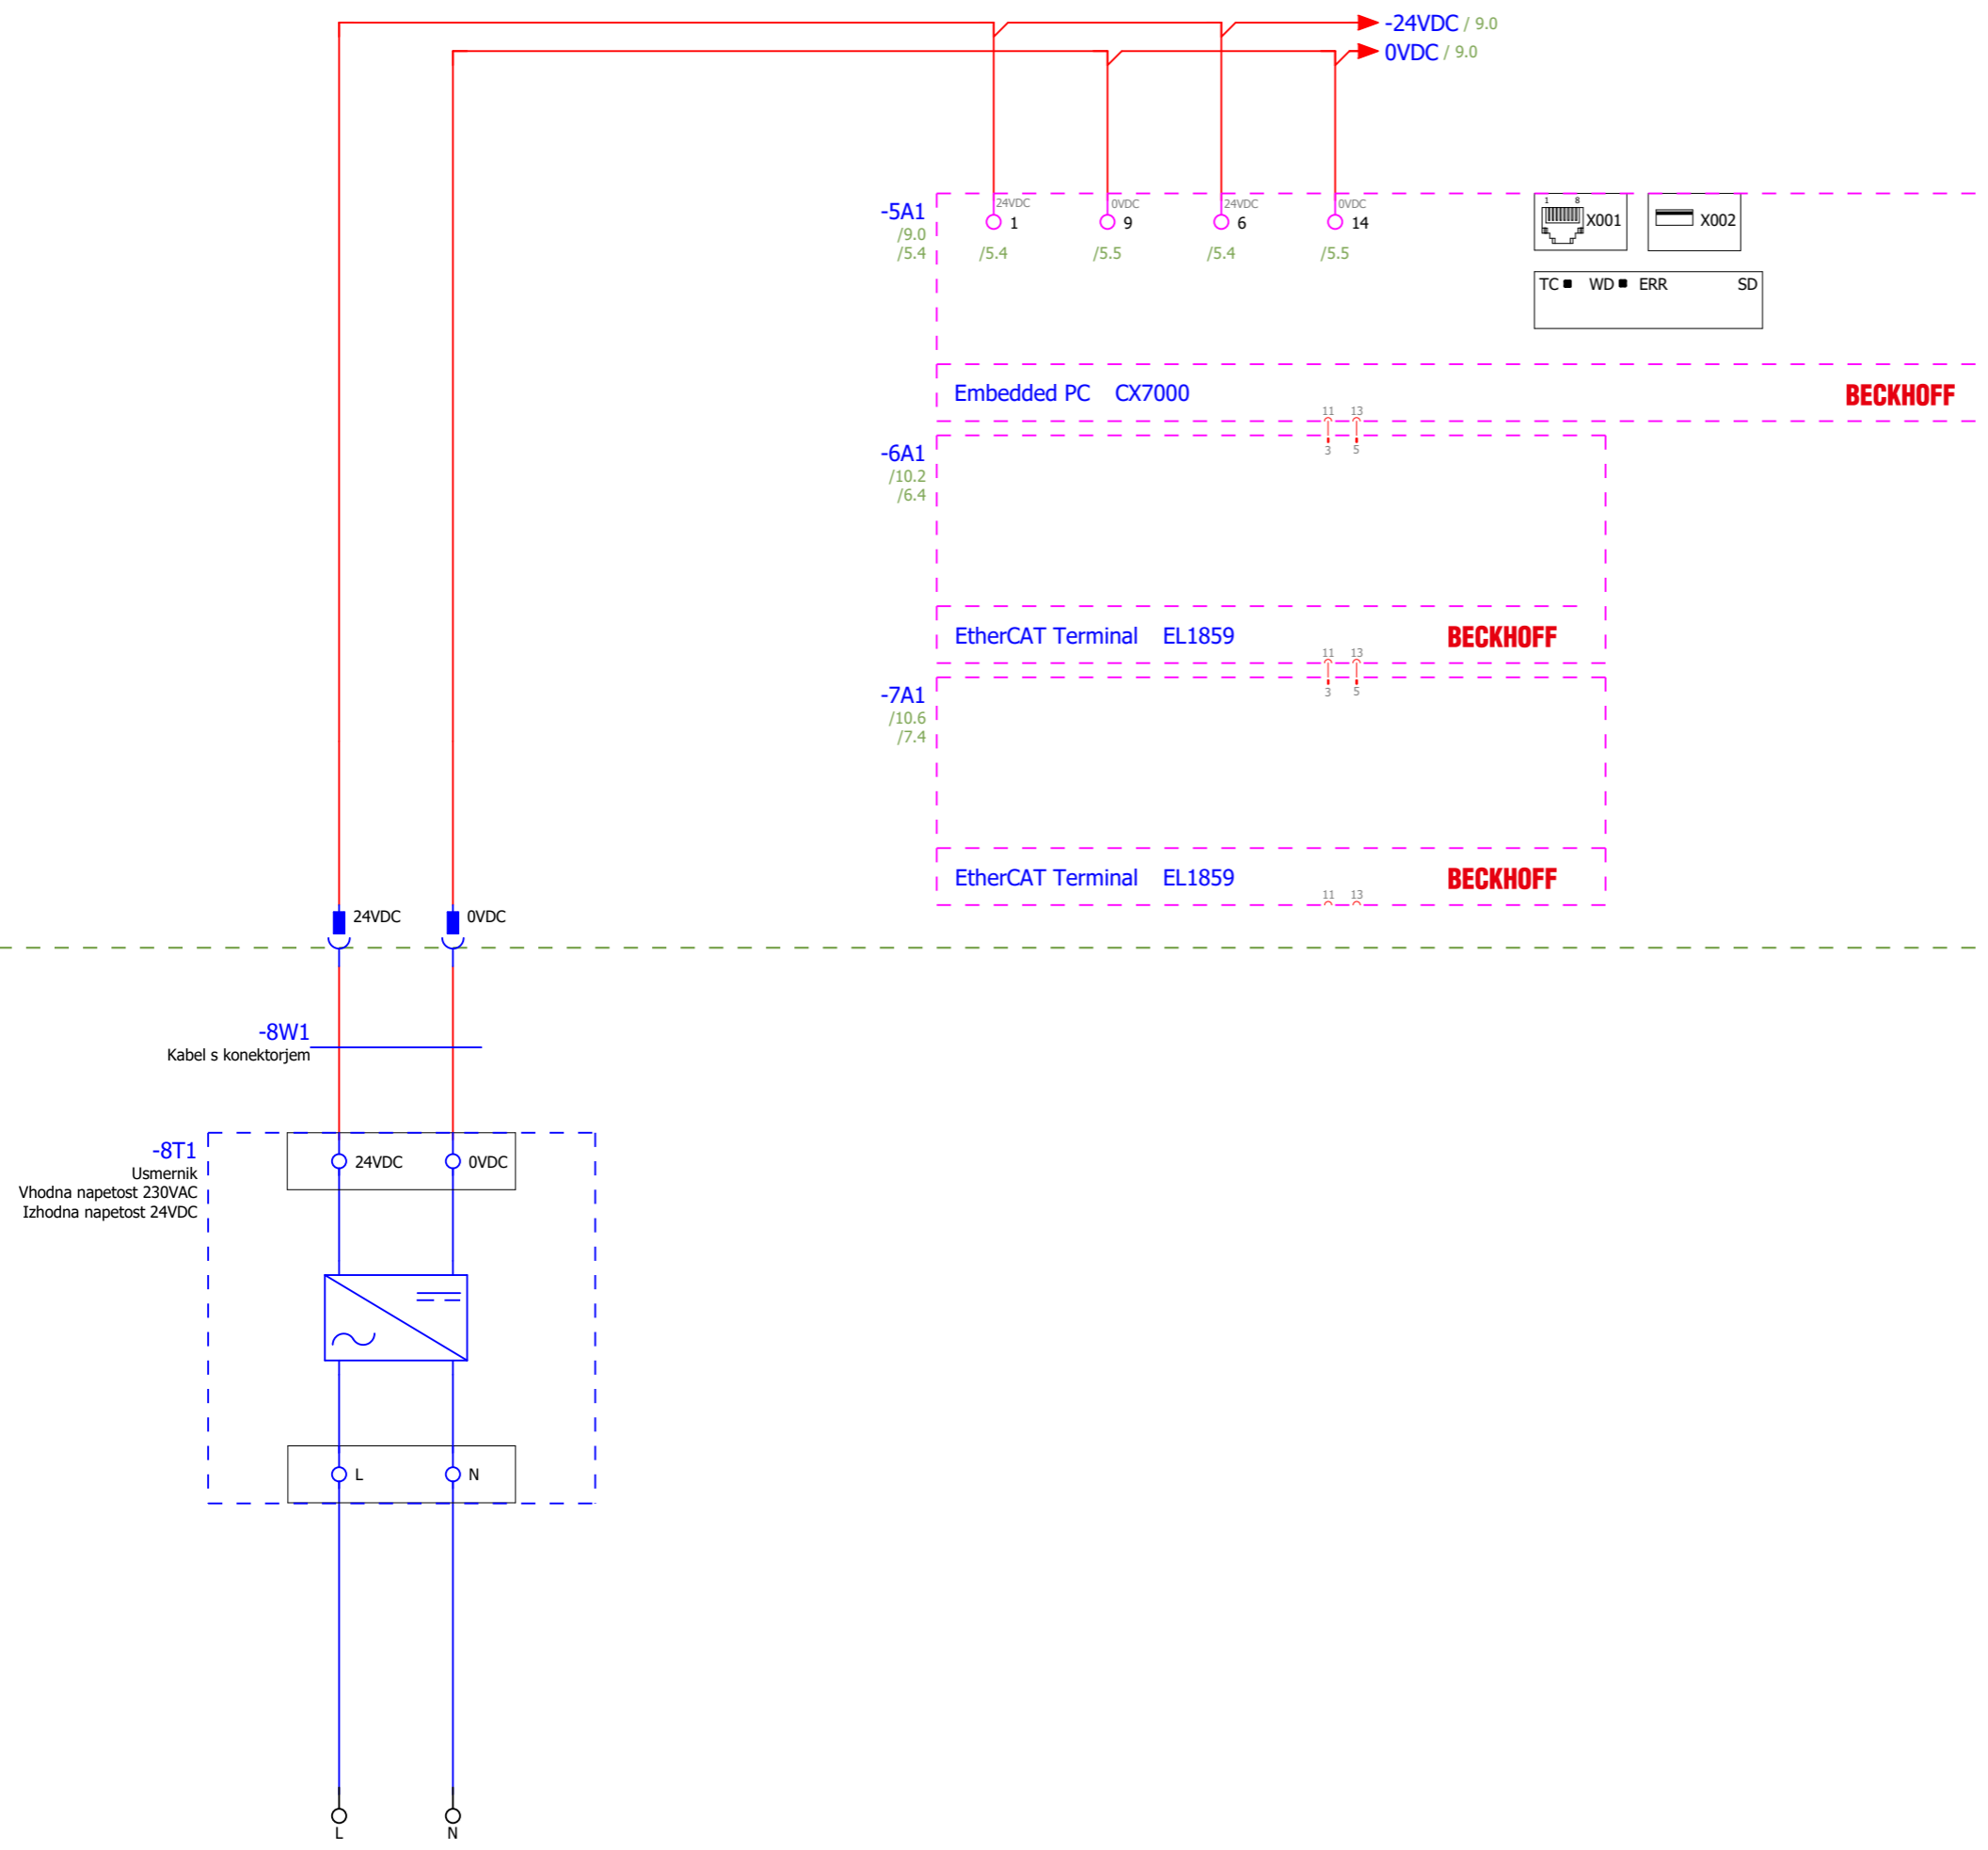 -24VDC / 9.0
0VDC / 9.0
-5A1
/9.0
/5.4
24VDC
1
/5.4
0VDC
9
/5.5
24VDC
6
/5.4
0VDC
14
/5.5
1 8
X001
X002
TC WD ERR SD
Embedded PC CX7000
BECKHOFF
11 13
3 5
-6A1
/10.2
/6.4
EtherCAT Terminal EL1859
BECKHOFF
11 13
3 5
-7A1
/10.6
/7.4
EtherCAT Terminal EL1859
BECKHOFF
11 13
24VDC 0VDC
-8W1
Kabel s konektorjem
-8T1
Usmernik
Vhodna napetost 230VAC
Izhodna napetost 24VDC
24VDC 0VDC
L N
L N